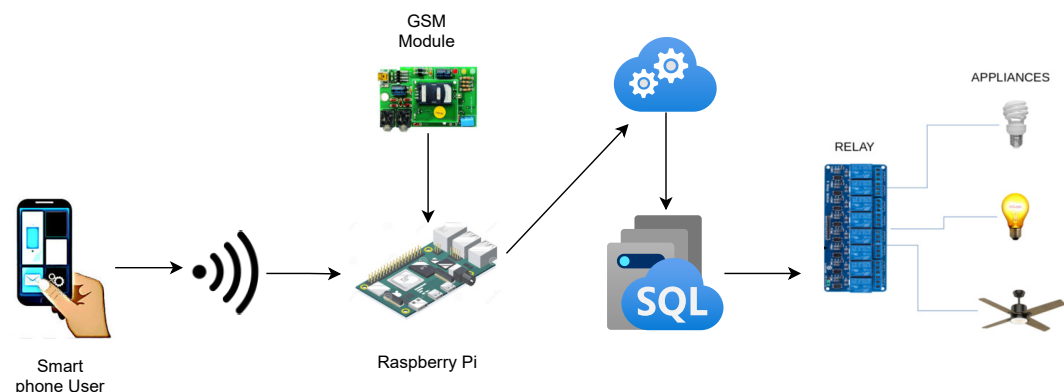 GSM
Module
APPLIANCES
RELAY
SQL
Raspberry Pi
Smart
phone User